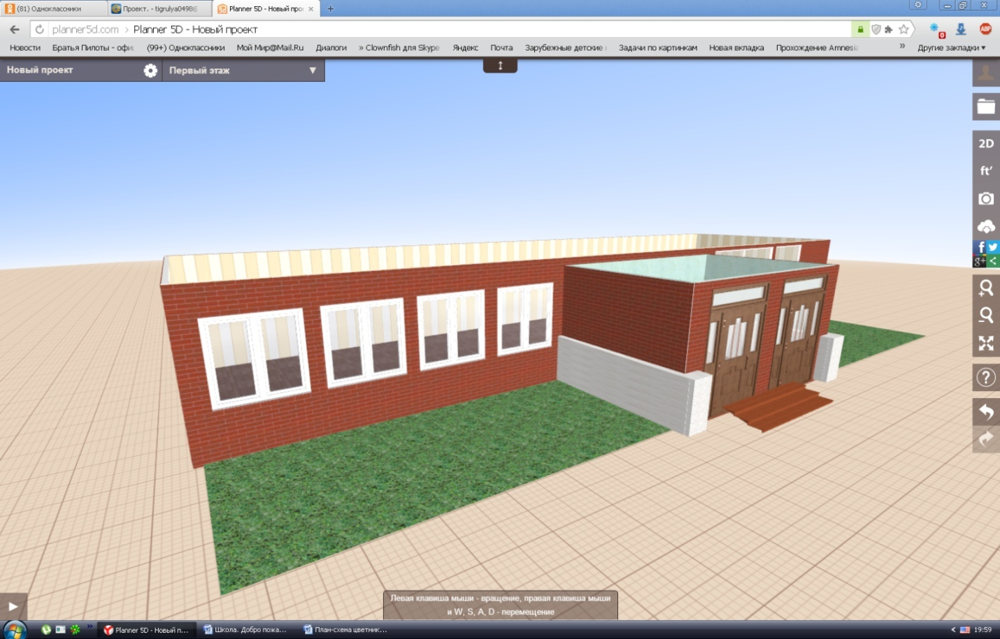 (81) Одноклассники
Проект. - tigrulya0498@
Planner 5D - Новый про
planner5d.com › Planner 5D - Новый проект
0
ABP
Новости
Братья Пилоты - офи
(99+) Одноклассники
Мой Мир@Mail.Ru
Диалоги
» Clownfish для Skype
Яндекс
Почта
Зарубежные детские
Задачи по картинкам
Новая вкладка
Прохождение Amnesia
»
Другие закладки
Новый проект
Первый этаж
2D
ft'
f
g+
?
Левая клавиша мыши - вращение, правая клавиша мыши
и W, S, A, D - перемещение
Planner 5D - Новый п...
Школа. Добро пожа...
План-схема цветник...
19:59